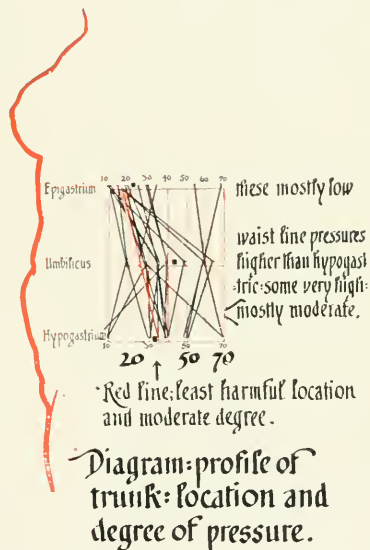 10 20 30 40 50 60 70
Epigastrium
these mostly low
Umbilicus
waist line pressures
higher than hypogast
-tric: some very high:
mostly moderate.
Hypogastrium
10 30 50 70
20 50 70
Red line; least harmful location
and moderate degree.
Diagram: profile of
trunk: location and
degree of pressure.